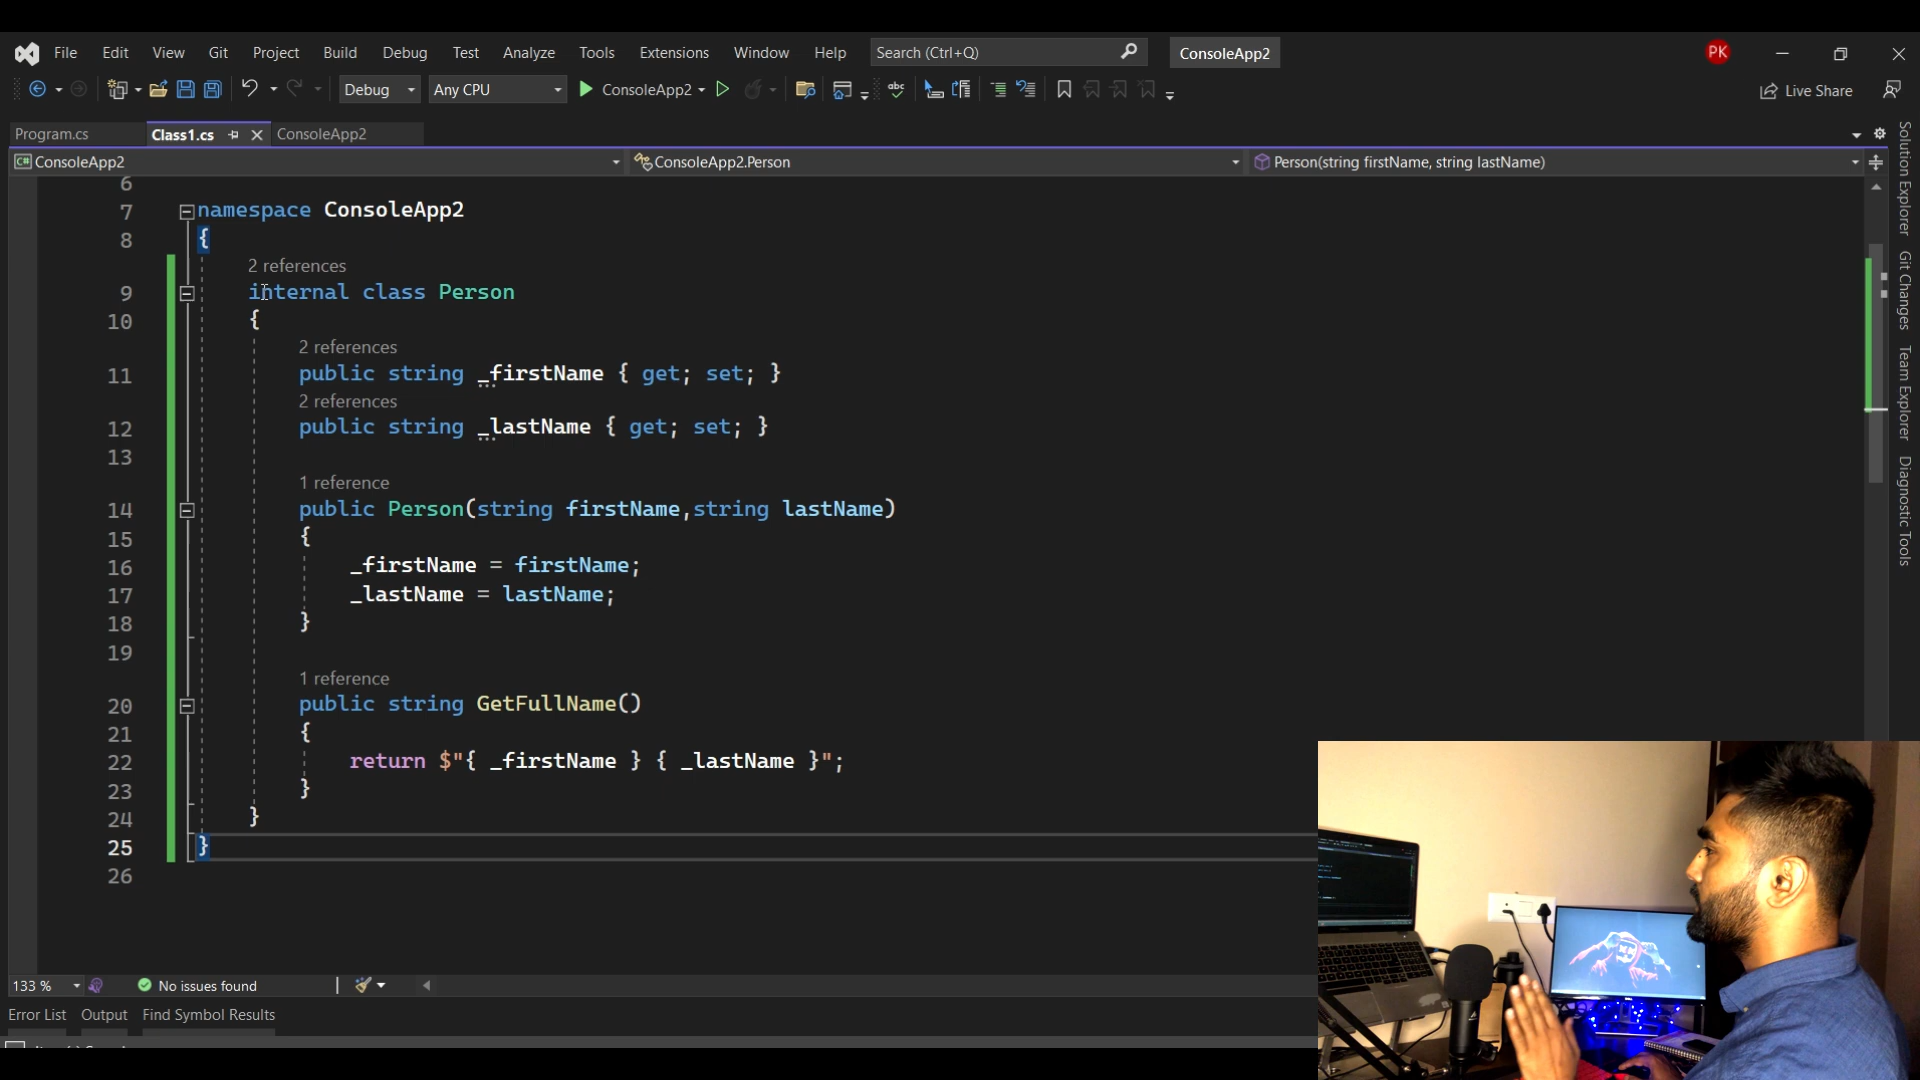 File Edit View Git Project Build Debug Test Analyze Tools Extensions Window Help Search (Ctrl+Q) ConsoleApp2 PK
Debug Any CPU ConsoleApp2 Live Share
Program.cs Class1.cs ConsoleApp2
C# ConsoleApp2 ConsoleApp2.Person Person(string firstName, string lastName)
6
7 namespace ConsoleApp2
8 {
2 references
9 internal class Person
10 {
2 references
11 public string _firstName { get; set; }
2 references
12 public string _lastName { get; set; }
13
1 reference
14 public Person(string firstName,string lastName)
15 {
16 _firstName = firstName;
17 _lastName = lastName;
18 }
19
1 reference
20 public string GetFullName()
21 {
22 return $"{ _firstName } { _lastName }";
23 }
24 }
25 }
26
133 % No issues found
Error List Output Find Symbol Results
Solution Explorer
Git Changes
Team Explorer
Diagnostic Tools